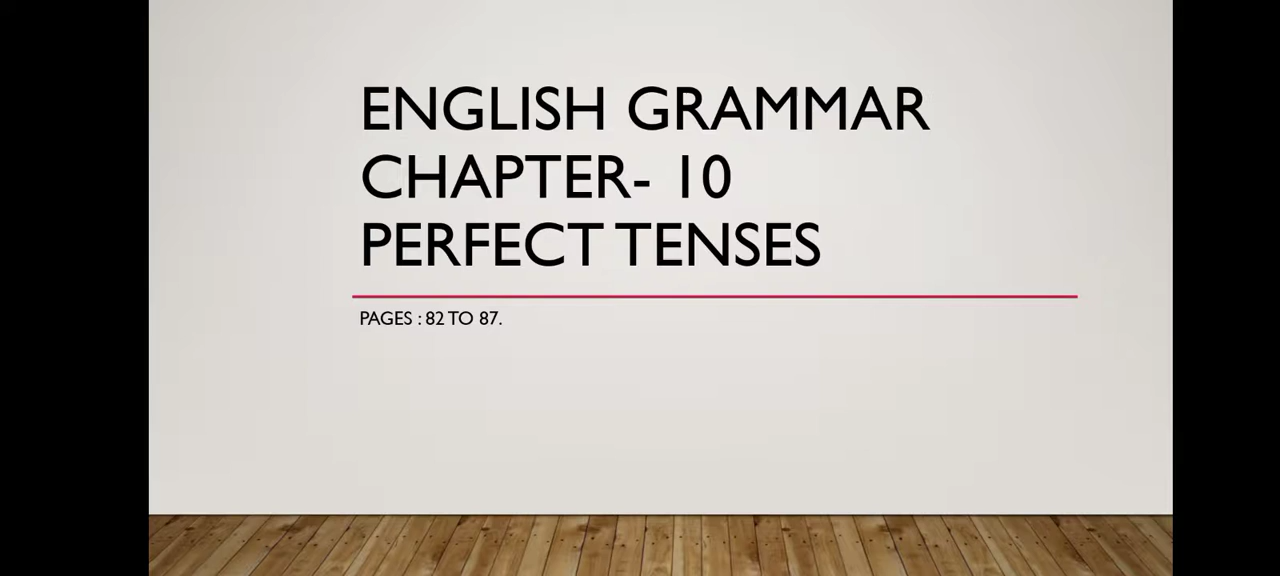 ENGLISH GRAMMAR
CHAPTER- 10
PERFECT TENSES
PAGES : 82 TO 87.